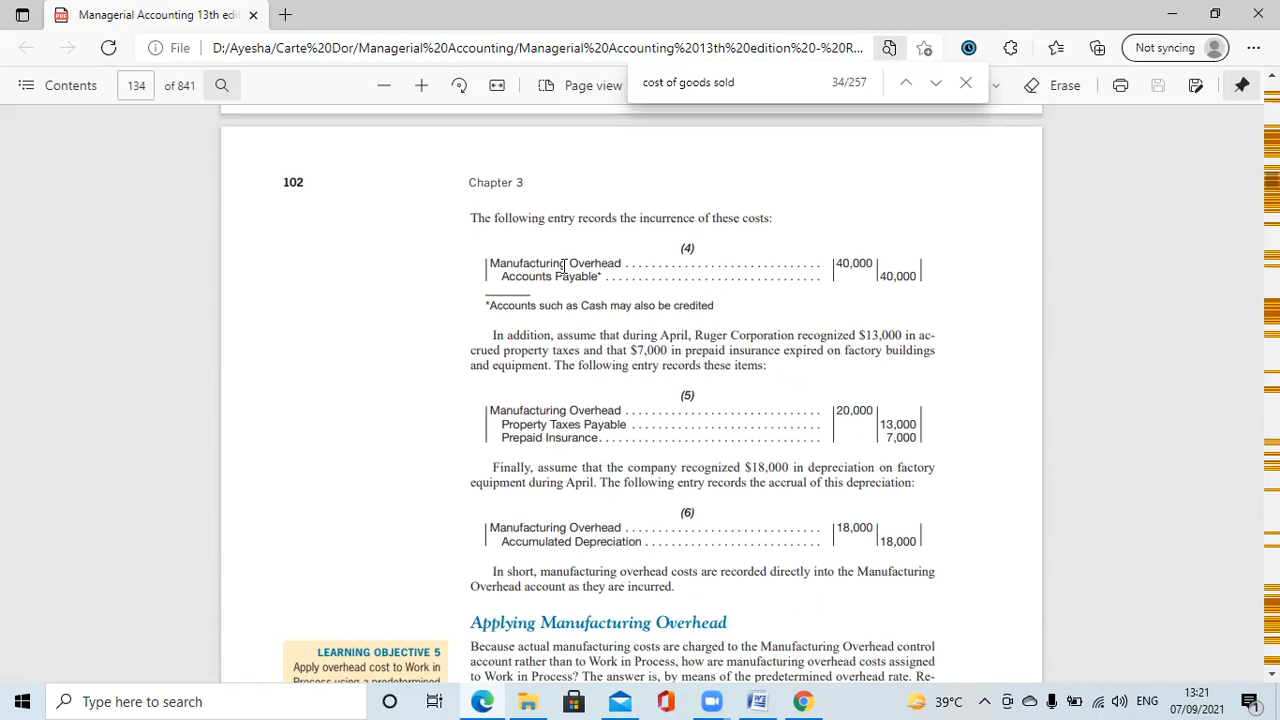 Managerial Accounting 13th edi
File
D:/Ayesha/Carte%20Dor/Managerial%20Accounting/Managerial%20Accounting%2013th%20edition%20-%20R...
Not syncing
Contents
134
of 841
Page view
cost of goods sold
34/257
Erase
102
Chapter 3
The following entry records the incurrence of these costs:
(4)
Manufacturing Overhead . . . . . . . . . . . . . . . . . . . . . . . . . . . . . 40,000
Accounts Payable* . . . . . . . . . . . . . . . . . . . . . . . . . . . . . . . 40,000
*Accounts such as Cash may also be credited
In addition, assume that during April, Ruger Corporation recognized $13,000 in ac-
crued property taxes and that $7,000 in prepaid insurance expired on factory buildings
and equipment. The following entry records these items:
(5)
Manufacturing Overhead . . . . . . . . . . . . . . . . . . . . . . . . . . . . . 20,000
Property Taxes Payable . . . . . . . . . . . . . . . . . . . . . . . . . . . . 13,000
Prepaid Insurance. . . . . . . . . . . . . . . . . . . . . . . . . . . . . . . . 7,000
Finally, assume that the company recognized $18,000 in depreciation on factory
equipment during April. The following entry records the accrual of this depreciation:
(6)
Manufacturing Overhead . . . . . . . . . . . . . . . . . . . . . . . . . . . . . 18,000
Accumulated Depreciation . . . . . . . . . . . . . . . . . . . . . . . . . . 18,000
In short, manufacturing overhead costs are recorded directly into the Manufacturing
Overhead account as they are incurred.
Applying Manufacturing Overhead
LEARNING OBJECTIVE 5
Apply overhead cost to Work in
Process using a predetermined
Because actual manufacturing costs are charged to the Manufacturing Overhead control
account rather than to Work in Process, how are manufacturing overhead costs assigned
to Work in Process? The answer is, by means of the predetermined overhead rate. Re-
Type here to search
39°C
ENG
13:21
07/09/2021